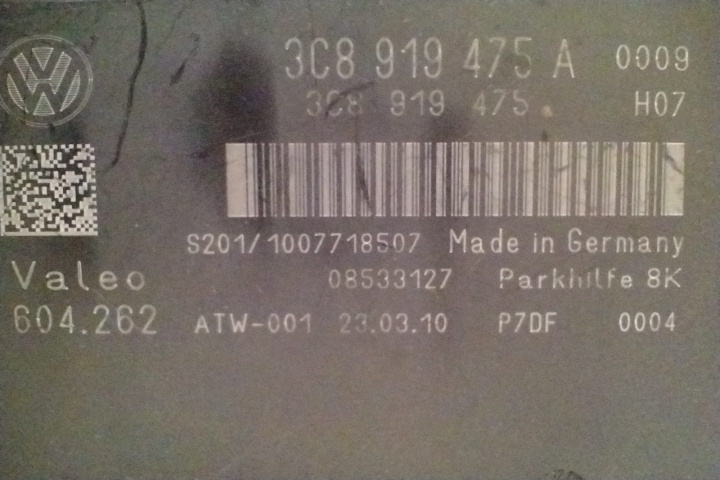 3C8 919 475 A 0009
3C8 919 475. H07
S201/1007718507 Made in Germany
Valeo 08533127 Parkhilfe 8K
604.262 ATW-001 23.03.10 P7DF 0004